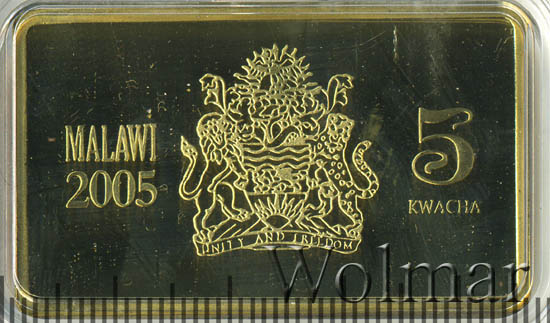 MALAWI
2005
UNITY AND FREEDOM
5
KWACHA
Wolmar